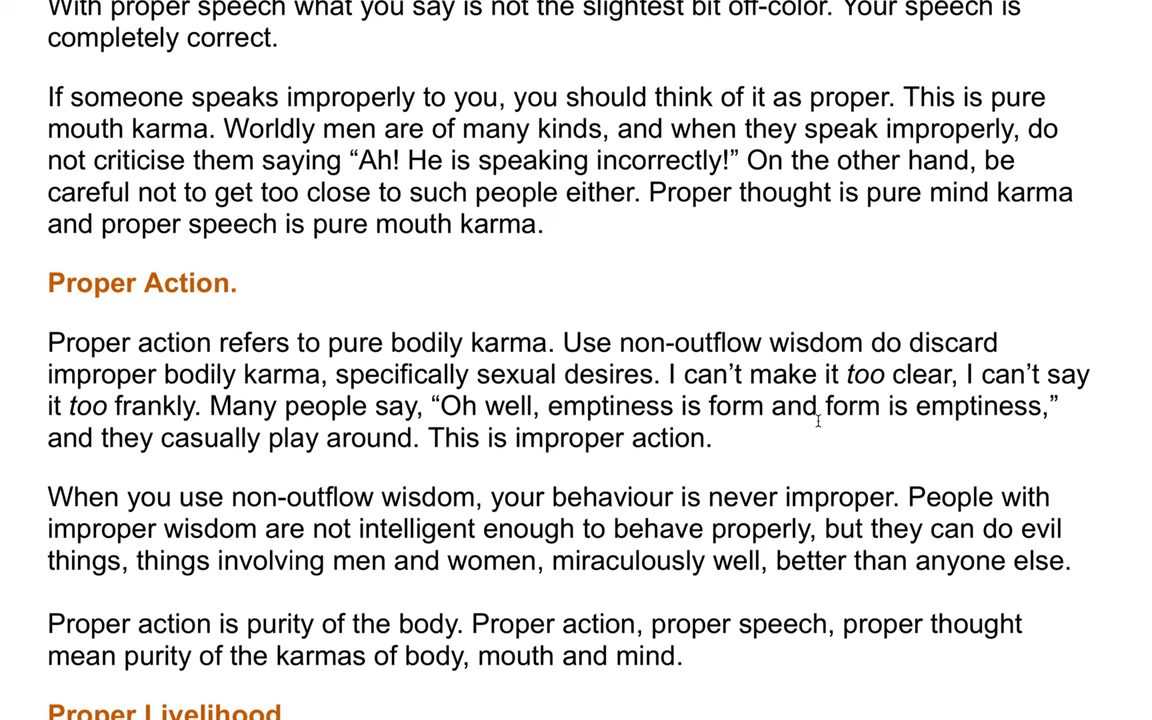 With proper speech what you say is not the slightest bit off-color. Your speech is
completely correct.
If someone speaks improperly to you, you should think of it as proper. This is pure
mouth karma. Worldly men are of many kinds, and when they speak improperly, do
not criticise them saying “Ah! He is speaking incorrectly!” On the other hand, be
careful not to get too close to such people either. Proper thought is pure mind karma
and proper speech is pure mouth karma.
Proper Action.
Proper action refers to pure bodily karma. Use non-outflow wisdom do discard
improper bodily karma, specifically sexual desires. I can’t make it too clear, I can’t say
it too frankly. Many people say, “Oh well, emptiness is form and form is emptiness,”
and they casually play around. This is improper action.
When you use non-outflow wisdom, your behaviour is never improper. People with
improper wisdom are not intelligent enough to behave properly, but they can do evil
things, things involving men and women, miraculously well, better than anyone else.
Proper action is purity of the body. Proper action, proper speech, proper thought
mean purity of the karmas of body, mouth and mind.
Proper Livelihood